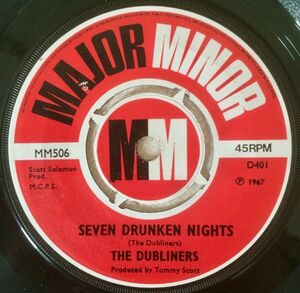 MAJOR MINOR
MM506
Scott Solomon
Prod.
M.C.P.S.
MM
45RPM
D401
℗ 1967
SEVEN DRUNKEN NIGHTS
(The Dubliners)
THE DUBLINERS
Produced by Tommy Scott